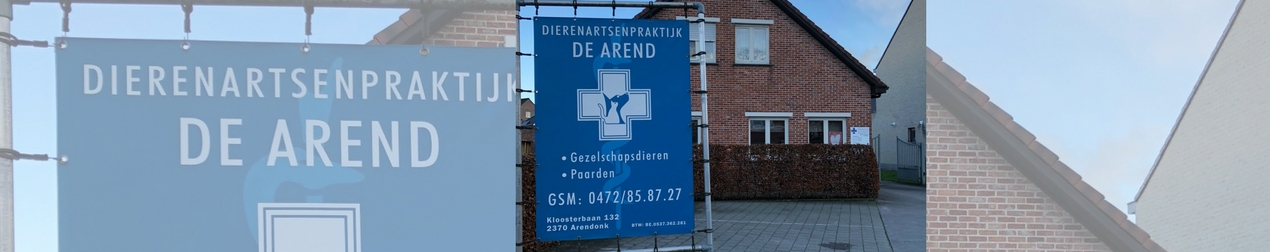 DIERENARTSENPRAKTIJK
DE AREND
DIERENARTSENPRAKTIJK
DE AREND
• Gezelschapsdieren
• Paarden
GSM: 0472/85.87.27
Kloosterbaan 132
2370 Arendonk